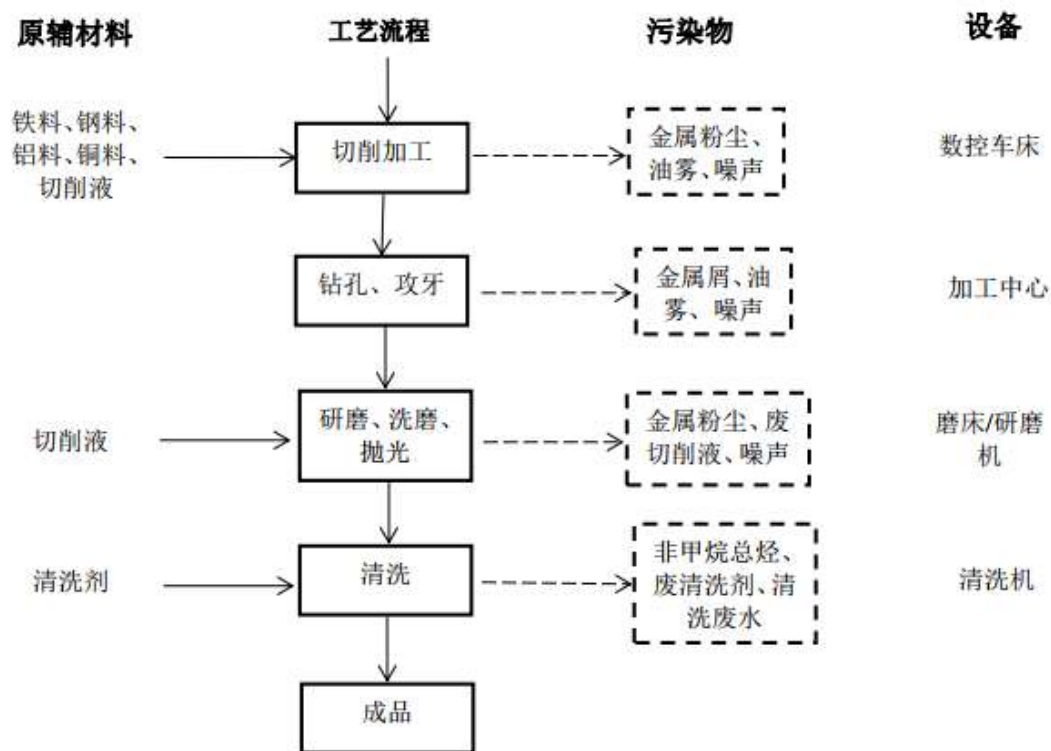 原辅材料 工艺流程 污染物 设备
铁料、钢料、
铝料、铜料、
切削液
切削加工
金属粉尘、
油雾、噪声
数控车床
钻孔、攻牙
金属屑、油
雾、噪声
加工中心
切削液
研磨、洗磨、
抛光
金属粉尘、废
切削液、噪声
磨床/研磨
机
清洗剂
清洗
非甲烷总烃、
废清洗剂、清
洗废水
清洗机
成品